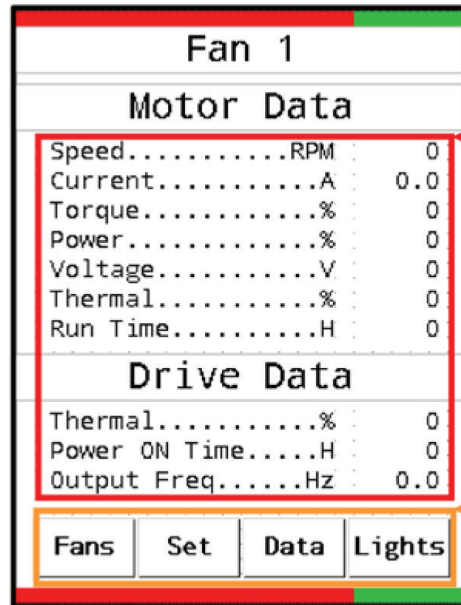 Fan 1
Motor Data
Speed...........RPM 0
Current...........A 0.0
Torque............% 0
Power.............% 0
Voltage...........V 0
Thermal...........% 0
Run Time..........H 0
Drive Data
Thermal...........% 0
Power ON Time.....H 0
Output Freq......Hz 0.0
Fans Set Data Lights